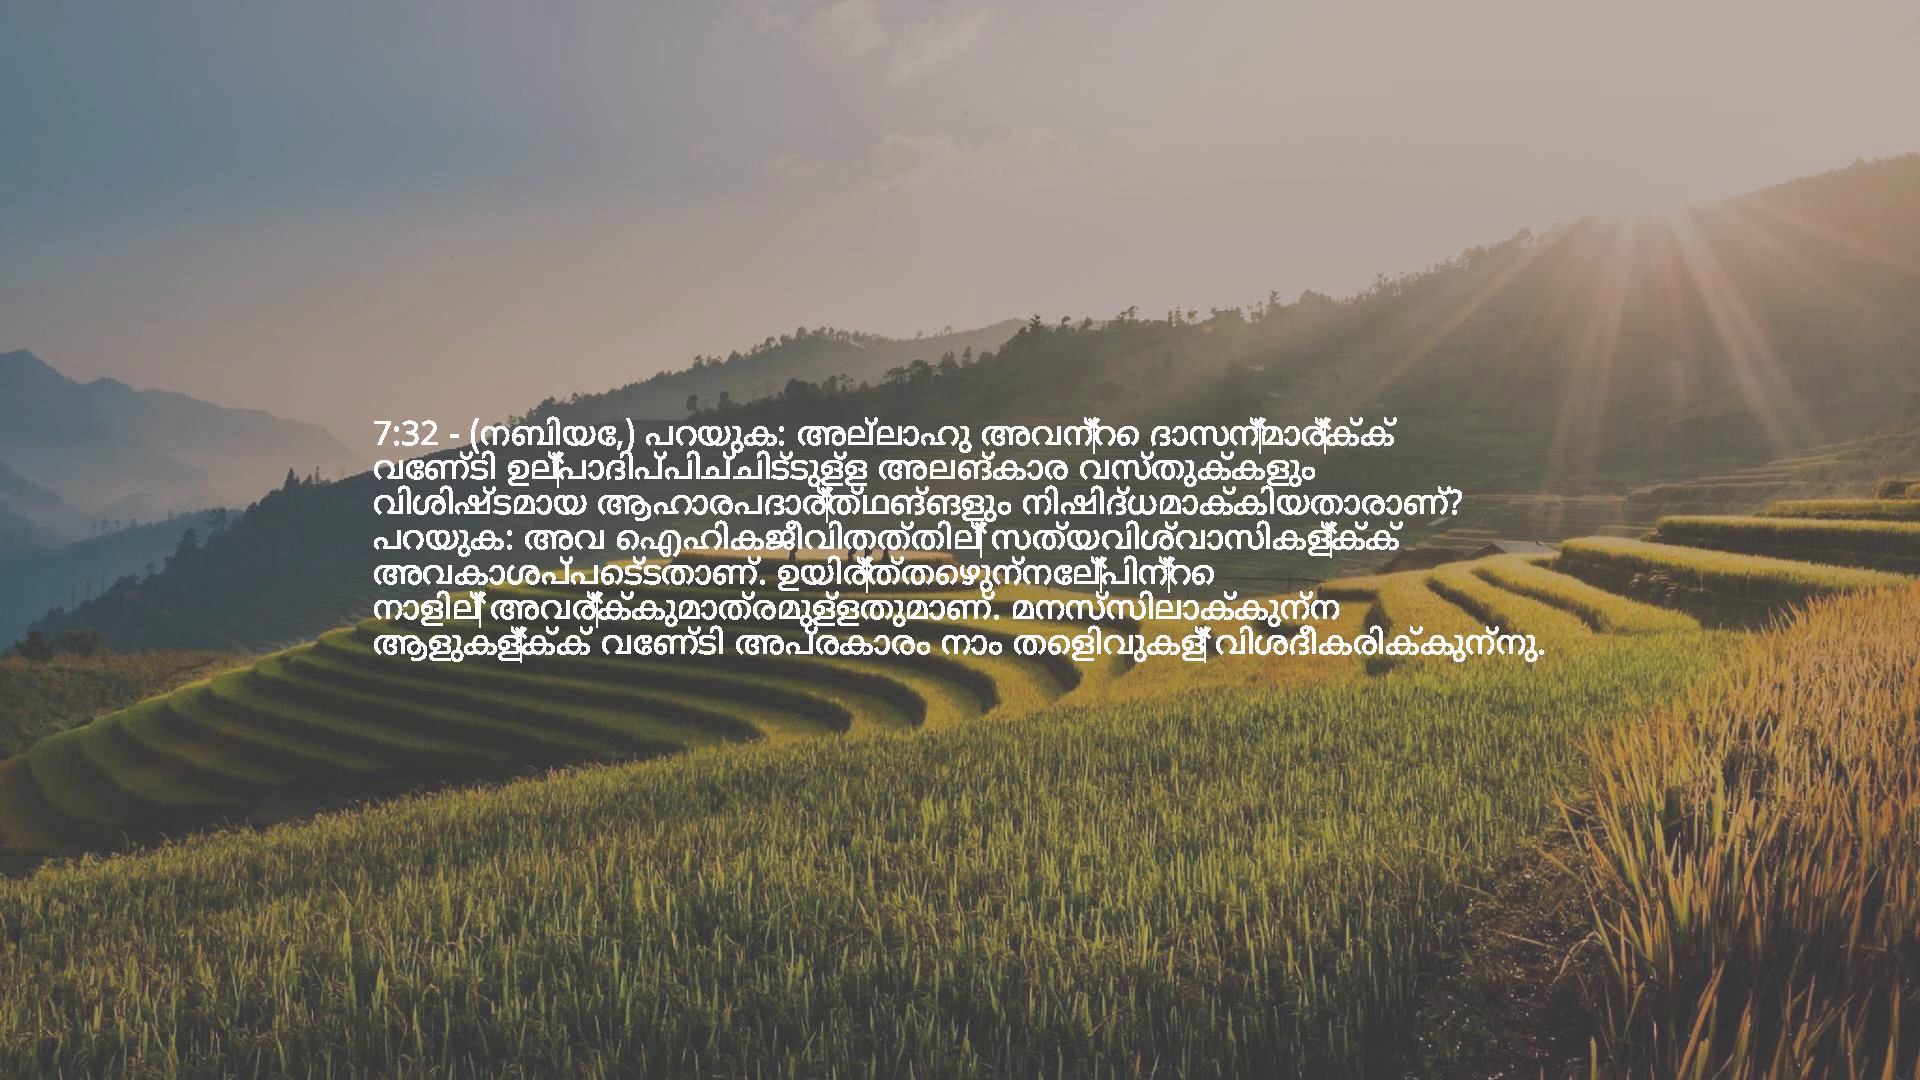 7:32 - (നബിയേ,) പറയുക: അല്ലാഹു അവന്‍റെ ദാസന്‍മാര്‍ക്ക്
വേണ്ടി ഉല്‍പാദിപ്പിച്ചിട്ടുള്ള അലങ്കാര വസ്തുക്കളും
വിശിഷ്ടമായ ആഹാരപദാര്‍ത്ഥങ്ങളും നിഷിദ്ധമാക്കിയതാരാണ്?
പറയുക: അവ ഐഹികജീവിതത്തില്‍ സത്യവിശ്വാസികള്‍ക്ക്
അവകാശപ്പെട്ടതാണ്. ഉയിര്‍ത്തെഴുന്നേല്‍പിന്‍റെ
നാളില്‍ അവര്‍ക്കുമാത്രമുള്ളതുമാണ്. മനസ്സിലാക്കുന്ന
ആളുകള്‍ക്ക് വേണ്ടി അപ്രകാരം നാം തെളിവുകള്‍ വിശദീകരിക്കുന്നു.